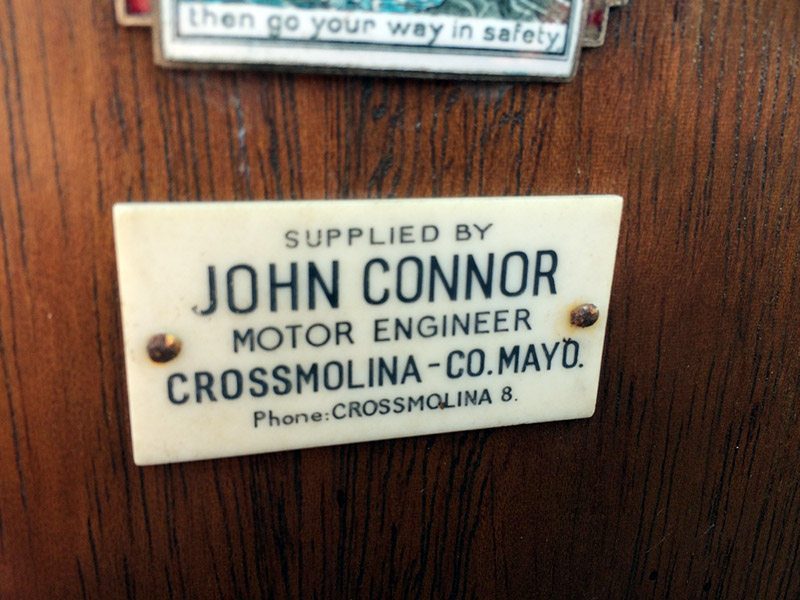 then go your way in safety
SUPPLIED BY
JOHN CONNOR
MOTOR ENGINEER
CROSSMOLINA-CO.MAYO.
Phone: CROSSMOLINA 8.